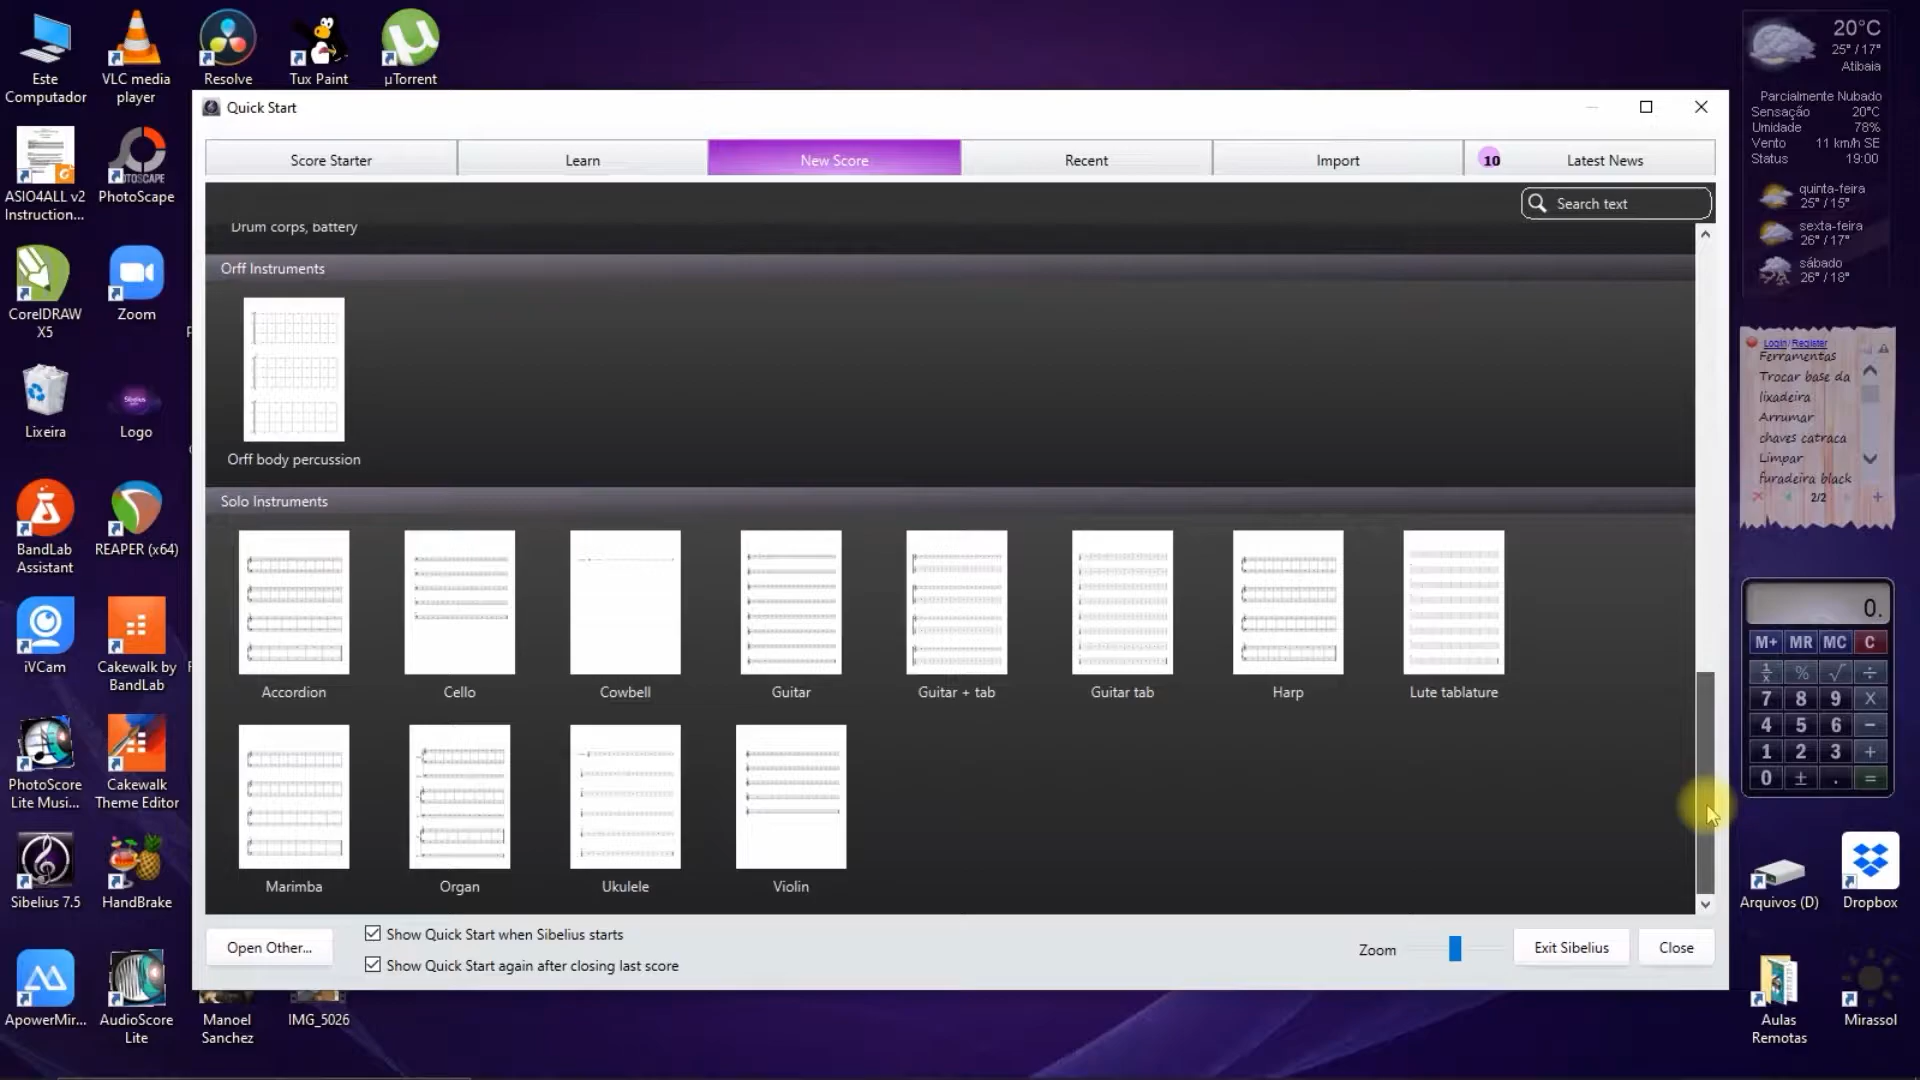 Este
Computador
VLC media
player
Resolve
Tux Paint
µTorrent
ASIO4ALL v2
Instruction...
PhotoScape
CorelDRAW
X5
Zoom
Lixeira
Logo
BandLab
Assistant
REAPER (x64)
iVCam
Cakewalk by
BandLab
PhotoScore
Lite Musi...
Cakewalk
Theme Editor
Sibelius 7.5
HandBrake
ApowerMir...
AudioScore
Lite
Manoel
Sanchez
IMG_5026
Quick Start
Score Starter
Learn
New Score
Recent
Import
10
Latest News
Search text
Drum corps, battery
Orff Instruments
Orff body percussion
Solo Instruments
Accordion
Cello
Cowbell
Guitar
Guitar + tab
Guitar tab
Harp
Lute tablature
Marimba
Organ
Ukulele
Violin
Open Other...
Show Quick Start when Sibelius starts
Show Quick Start again after closing last score
Zoom
Exit Sibelius
Close
20°C
25° / 17°
Atibaia
Parcialmente Nubado
Sensação 20°C
Umidade 78%
Vento 11 km/h SE
Status 19:00
quinta-feira
25° / 15°
sexta-feira
26° / 17°
sábado
26° / 18°
Login / Register
Ferramentas
Trocar base da
lixadeira
Arrumar
chaves catraca
Limpar
furadeira black
2/2
0.
M+ MR MC C
1/x % √ ÷
7 8 9 X
4 5 6 −
1 2 3 +
0 ± . =
Arquivos (D)
Dropbox
Aulas
Remotas
Mirassol